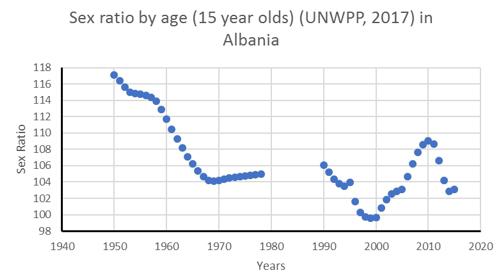 Sex ratio by age (15 year olds) (UNWPP, 2017) in
Albania
118
116
114
112
110
108
106
104
102
100
98
Sex Ratio
1940 1950 1960 1970 1980 1990 2000 2010 2020
Years